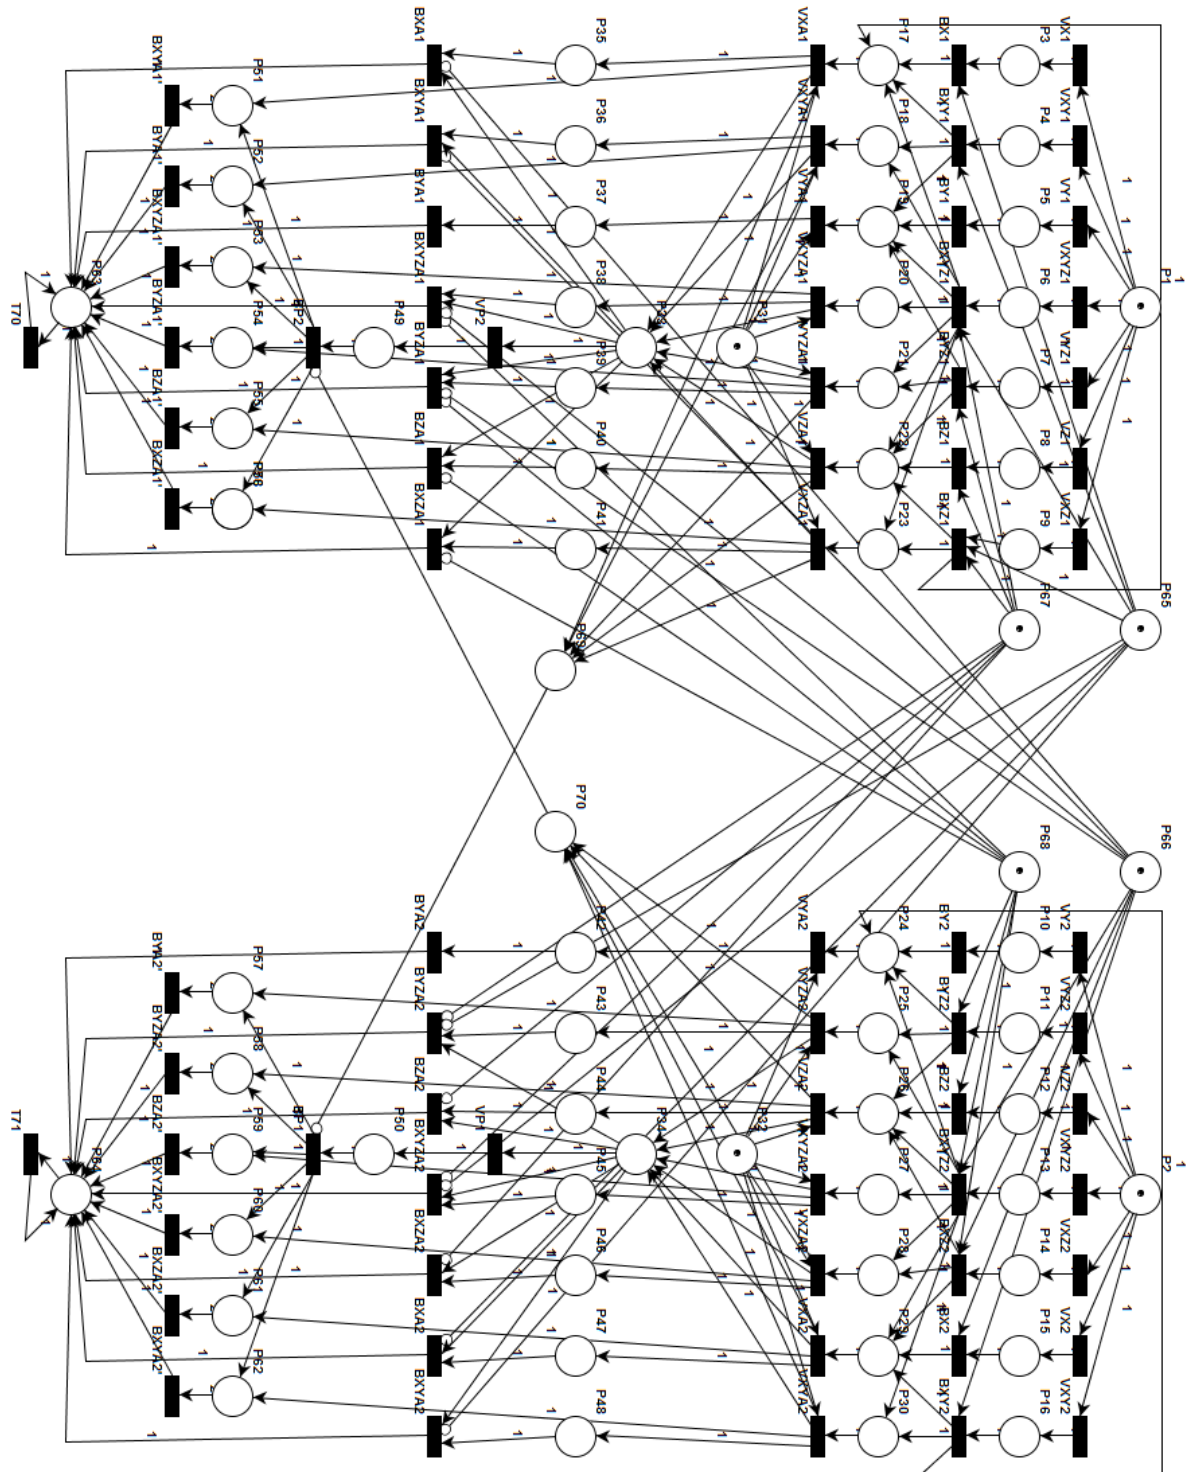 P1 P65 P66 P2
VX1 VXY1 VY1 VXYZ1 VYZ1 VZ1 VXZ1 VY2 VYZ2 VZ2 VXYZ2 VXZ2 VX2 VXY2
P3 P4 P5 P6 P7 P8 P9 P67 P68 P10 P11 P12 P13 P14 P15 P16
BX1 BXY1 BY1 BXYZ1 BYZ1 BZ1 BXZ1 BY2 BYZ2 BZ2 BXYZ2 BXZ2 BX2 BXY2
P17 P18 P19 P20 P21 P22 P23 P24 P25 P26 P27 P28 P29 P30
VXA1 VXYA1 VYA1 VXYZA1 VYZA1 VZA1 VXZA1 VYA2 VYZA2 VZA2 VXYZA2 VXZA2 VXA2 VXYA2
P31 P32
P33 P34
P35 P36 P37 P38 P39 P40 P41 P69 P70 P42 P43 P44 P45 P46 P47 P48
VP2 VP1
BXA1 BXYA1 BYA1 BXYZA1 BYZA1 BZA1 BXZA1 BYA2 BYZA2 BZA2 BXYZA2 BXZA2 BXA2 BXYA2
P49 P50
BP2 BP1
P51 P52 P53 P54 P55 P57 P58 P59 P60 P61 P62
BXYA1' BYA1' BXYZA1' BYZA1' BZA1' BXZA1' BYA2' BYZA2' BZA2' BXYZA2' BXZA2' BXYA2'
P63 P64
T70 T71